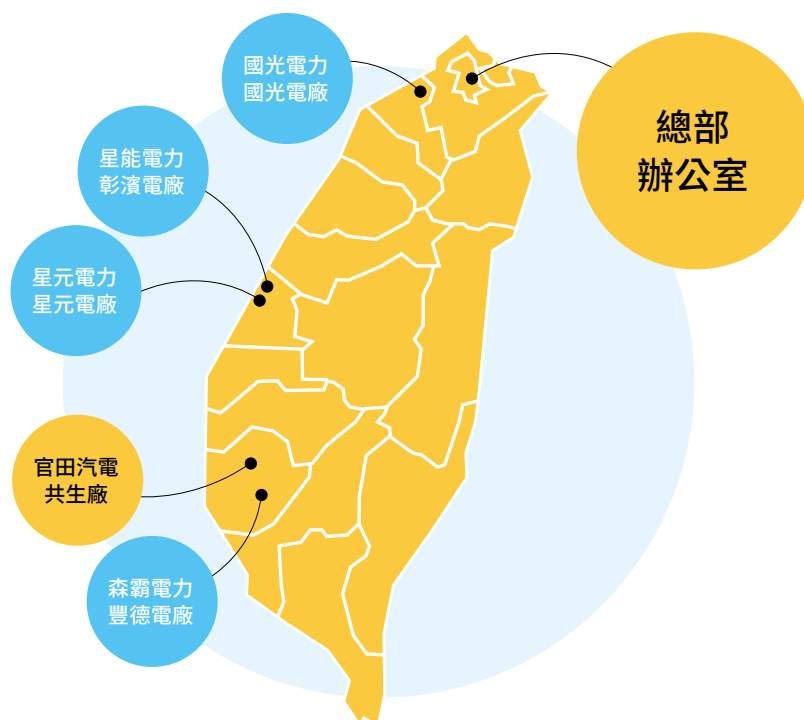 國光電力
國光電廠
總部
辦公室
星能電力
彰濱電廠
星元電力
星元電廠
官田汽電
共生廠
森霸電力
豐德電廠